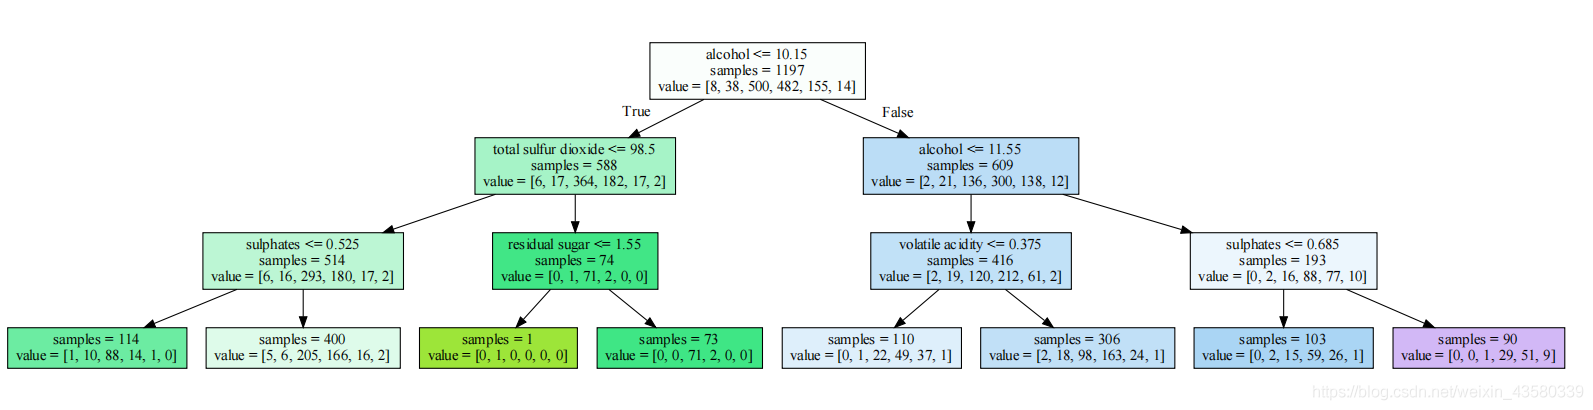 alcohol <= 10.15
samples = 1197
value = [8, 38, 500, 482, 155, 14]
True
False
total sulfur dioxide <= 98.5
samples = 588
value = [6, 17, 364, 182, 17, 2]
alcohol <= 11.55
samples = 609
value = [2, 21, 136, 300, 138, 12]
sulphates <= 0.525
samples = 514
value = [6, 16, 293, 180, 17, 2]
residual sugar <= 1.55
samples = 74
value = [0, 1, 71, 2, 0, 0]
volatile acidity <= 0.375
samples = 416
value = [2, 19, 120, 212, 61, 2]
sulphates <= 0.685
samples = 193
value = [0, 2, 16, 88, 77, 10]
samples = 114
value = [1, 10, 88, 14, 1, 0]
samples = 400
value = [5, 6, 205, 166, 16, 2]
samples = 1
value = [0, 1, 0, 0, 0, 0]
samples = 73
value = [0, 0, 71, 2, 0, 0]
samples = 110
value = [0, 1, 22, 49, 37, 1]
samples = 306
value = [2, 18, 98, 163, 24, 1]
samples = 103
value = [0, 2, 15, 59, 26, 1]
samples = 90
value = [0, 0, 1, 29, 51, 9]
https://blog.csdn.net/weixin_43580339